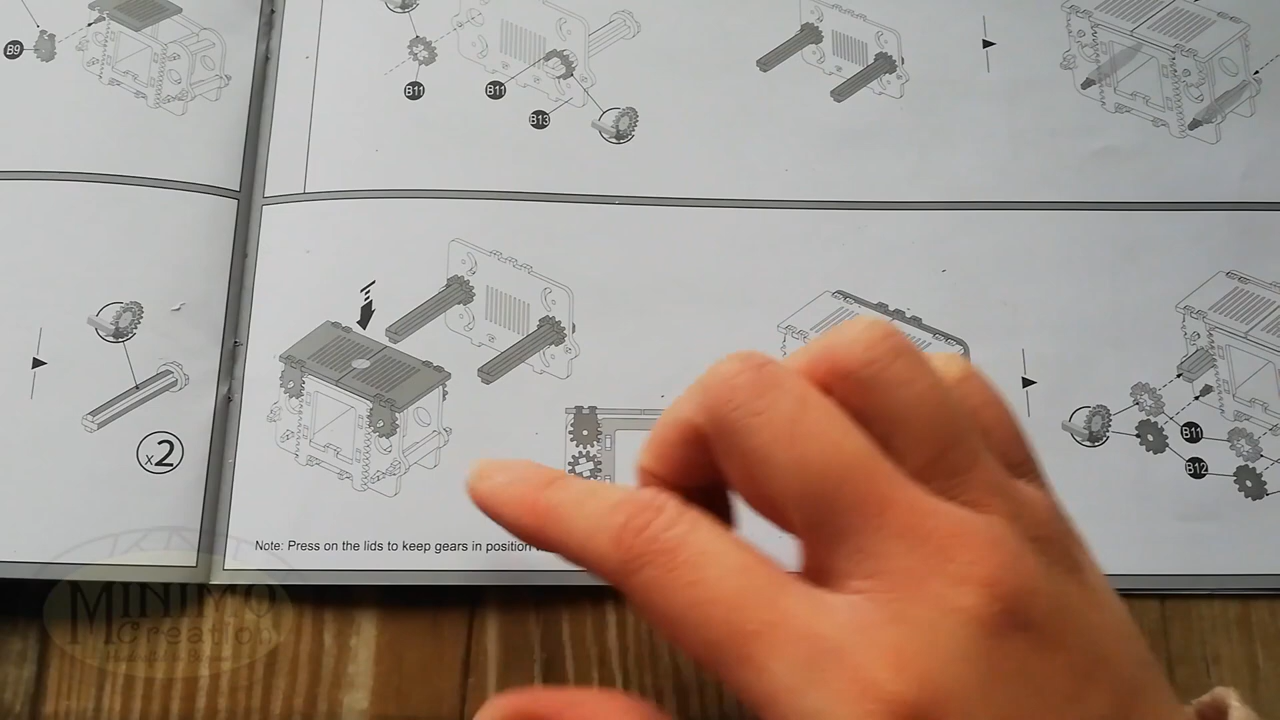 B9
B11
B11
B13
x2
B11
B12
Note: Press on the lids to keep gears in position
MINIMO
Creation